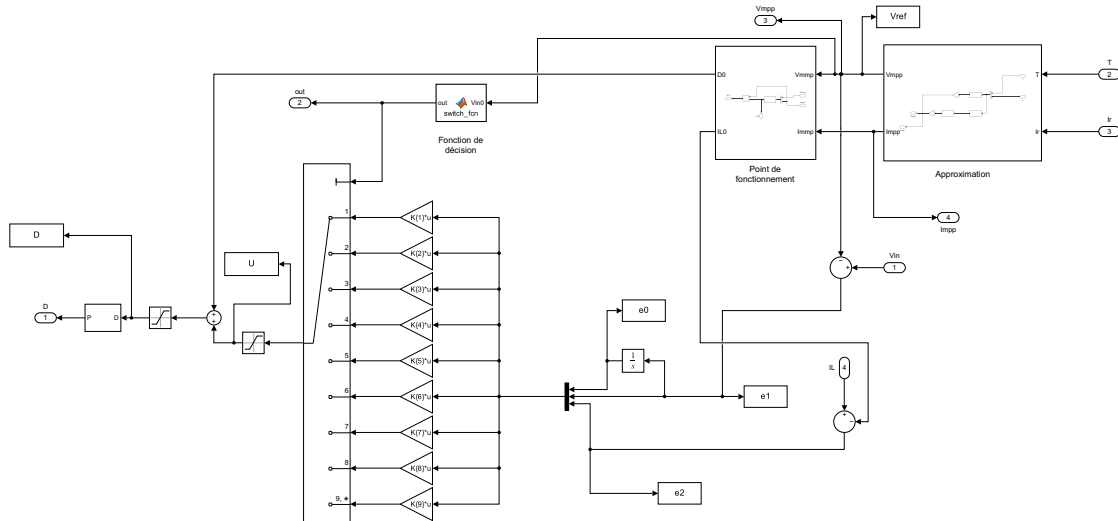 Vmpp
3
Vref
T
2
D0
Vmmp
Vmpp
T
out
2
out
Vin0
switch_fcn
Ir
3
IL0
Immp
Impp
Ir
Fonction de
décision
Point de
fonctionnement
Approximation
1
K{1}*u
4
Impp
D
2
K{2}*u
U
Vin
1
- +
3
K{3}*u
e0
D
1
P
D
+
+
4
K{4}*u
1
s
5
K{5}*u
IL
4
6
K{6}*u
e1
+
-
7
K{7}*u
8
K{8}*u
e2
9, *
K{9}*u